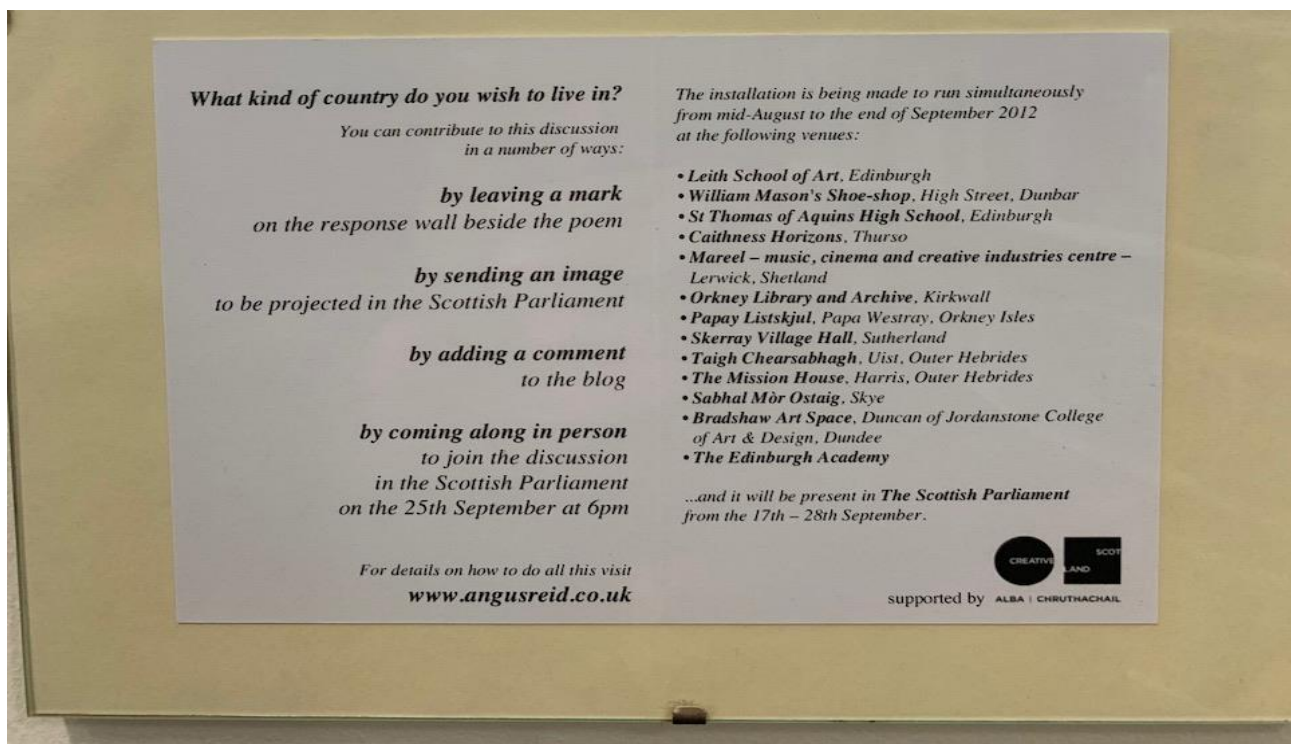 What kind of country do you wish to live in?
You can contribute to this discussion
in a number of ways:
by leaving a mark
on the response wall beside the poem
by sending an image
to be projected in the Scottish Parliament
by adding a comment
to the blog
by coming along in person
to join the discussion
in the Scottish Parliament
on the 25th September at 6pm
For details on how to do all this visit
www.angusreid.co.uk
The installation is being made to run simultaneously
from mid-August to the end of September 2012
at the following venues:
• Leith School of Art, Edinburgh
• William Mason's Shoe-shop, High Street, Dunbar
• St Thomas of Aquins High School, Edinburgh
• Caithness Horizons, Thurso
• Mareel – music, cinema and creative industries centre –
Lerwick, Shetland
• Orkney Library and Archive, Kirkwall
• Papay Listskjul, Papa Westray, Orkney Isles
• Skerray Village Hall, Sutherland
• Taigh Chearsabhagh, Uist, Outer Hebrides
• The Mission House, Harris, Outer Hebrides
• Sabhal Mòr Ostaig, Skye
• Bradshaw Art Space, Duncan of Jordanstone College
of Art & Design, Dundee
• The Edinburgh Academy
...and it will be present in The Scottish Parliament
from the 17th – 28th September.
CREATIVE SCOT
LAND
supported by ALBA | CHRUTHACHAIL